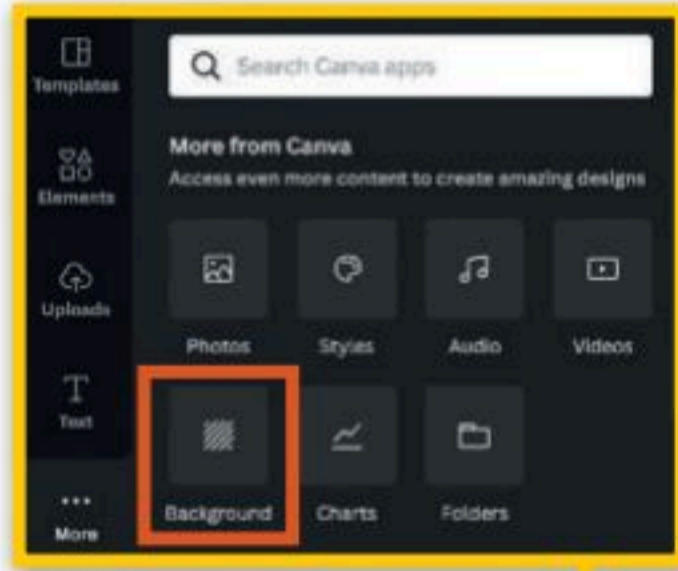 Templates
Search Canva apps
More from Canva
Access even more content to create amazing designs
Elements
Uploads
Photos
Styles
Audio
Videos
Text
Background
Charts
Folders
More